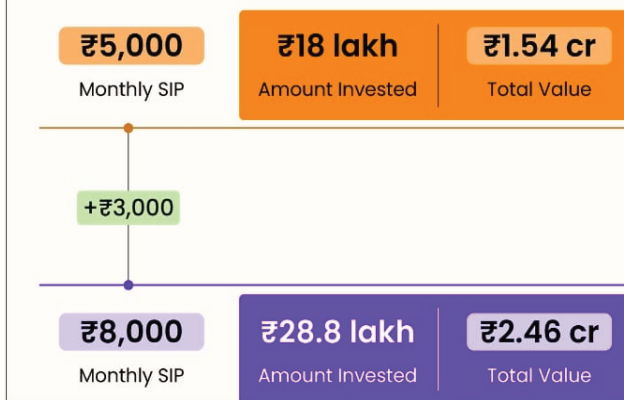 ₹5,000 ₹18 lakh ₹1.54 cr
Monthly SIP Amount Invested Total Value
+₹3,000
₹8,000 ₹28.8 lakh ₹2.46 cr
Monthly SIP Amount Invested Total Value